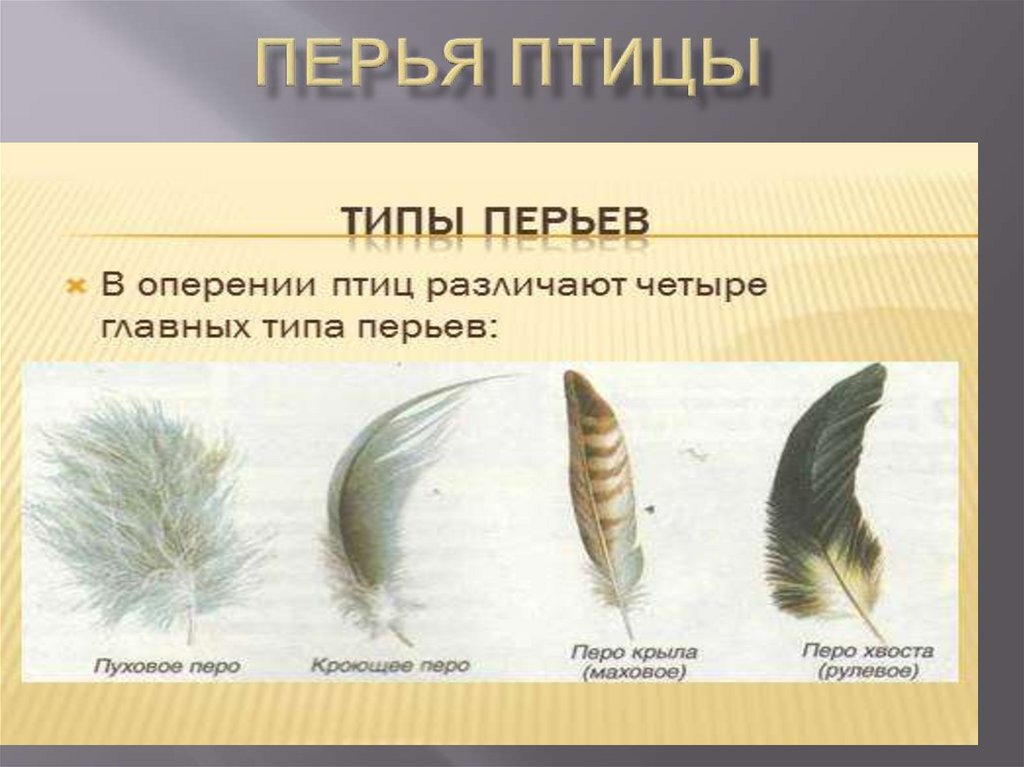 ПЕРЬЯ ПТИЦЫ
ТИПЫ ПЕРЬЕВ
В оперении птиц различают четыре
главных типа перьев:
Пуховое перо
Кроющее перо
Перо крыла
(маховое)
Перо хвоста
(рулевое)